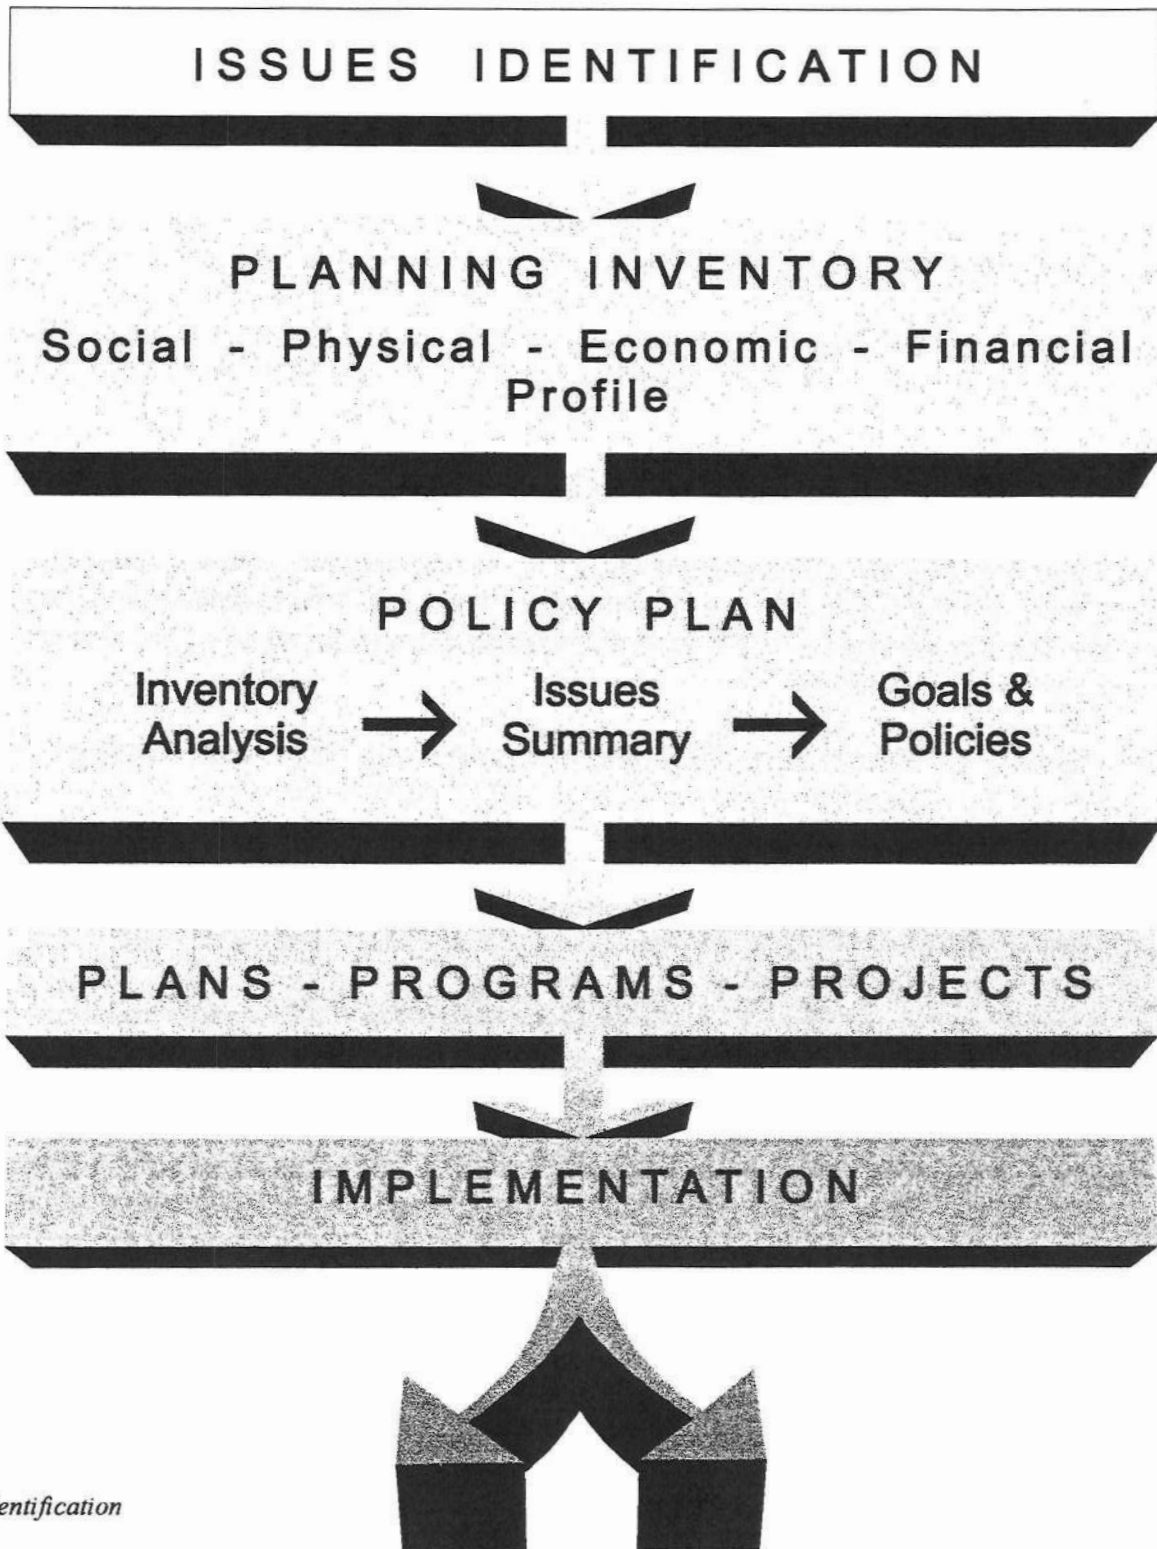 ISSUES IDENTIFICATION
PLANNING INVENTORY
Social - Physical - Economic - Financial
Profile
POLICY PLAN
Inventory
Analysis
Issues
Summary
Goals &
Policies
PLANS - PROGRAMS - PROJECTS
IMPLEMENTATION
entification